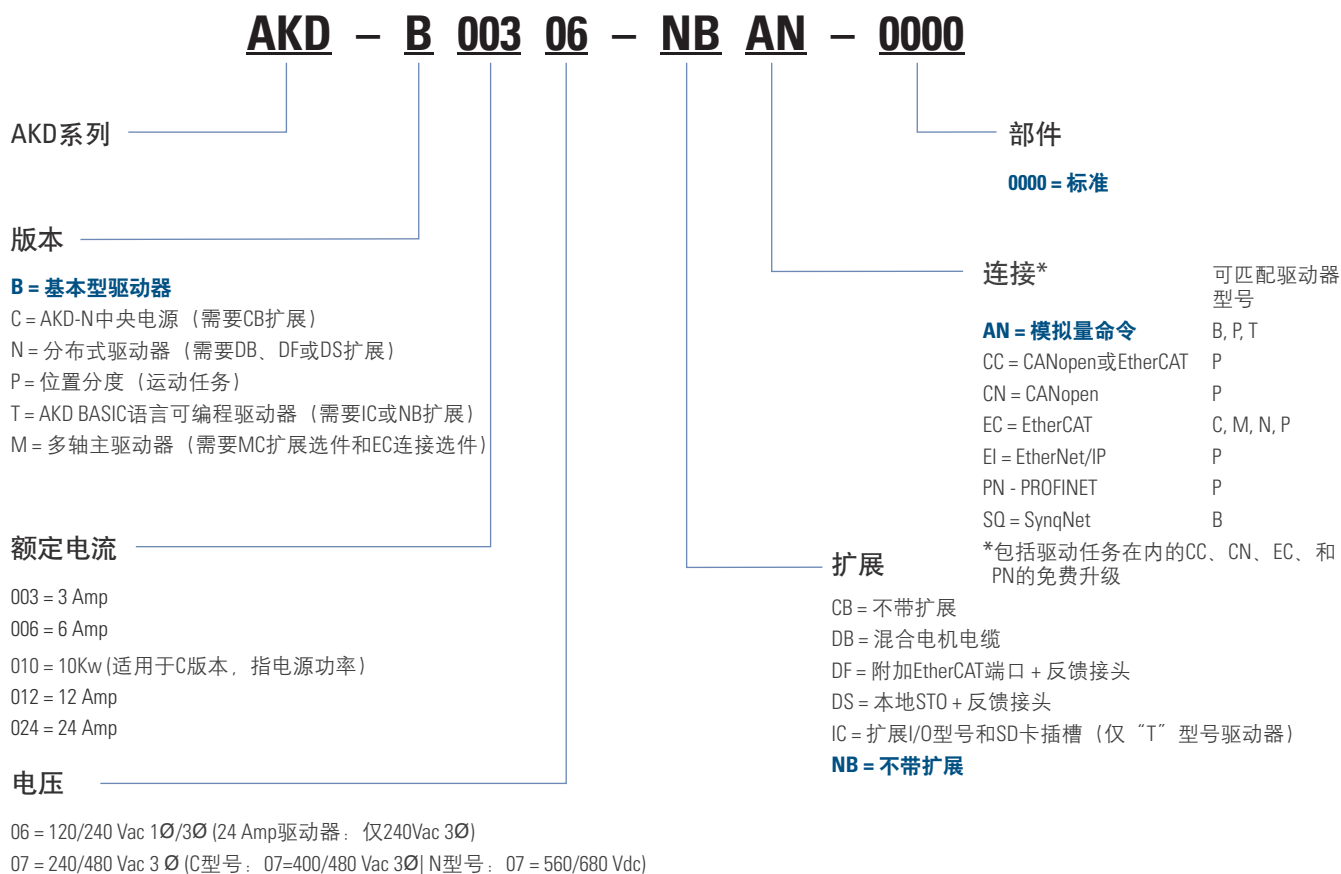 AKD – B 003 06 – NB AN – 0000
AKD系列
部件
0000 = 标准
版本
B = 基本型驱动器
C = AKD-N中央电源（需要CB扩展）
N = 分布式驱动器（需要DB、DF或DS扩展）
P = 位置分度（运动任务）
T = AKD BASIC语言可编程驱动器（需要IC或NB扩展）
M = 多轴主驱动器（需要MC扩展选件和EC连接选件）
连接*
可匹配驱动器
型号
AN = 模拟量命令 B, P, T
CC = CANopen或EtherCAT P
CN = CANopen P
EC = EtherCAT C, M, N, P
EI = EtherNet/IP P
PN - PROFINET P
SQ = SynqNet B
*包括驱动任务在内的CC、CN、EC、和
PN的免费升级
额定电流
003 = 3 Amp
006 = 6 Amp
010 = 10Kw (适用于C版本，指电源功率）
012 = 12 Amp
024 = 24 Amp
扩展
CB = 不带扩展
DB = 混合电机电缆
DF = 附加EtherCAT端口 + 反馈接头
DS = 本地STO + 反馈接头
IC = 扩展I/O型号和SD卡插槽（仅“T”型号驱动器）
NB = 不带扩展
电压
06 = 120/240 Vac 1Ø/3Ø (24 Amp驱动器：仅240Vac 3Ø)
07 = 240/480 Vac 3 Ø (C型号：07=400/480 Vac 3Ø| N型号：07 = 560/680 Vdc)